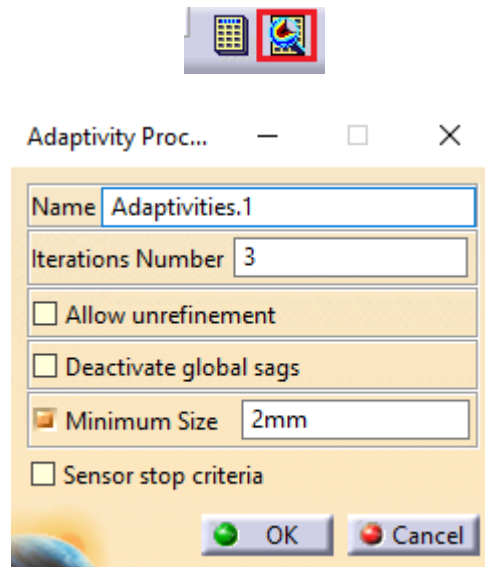 Adaptivity Proc...
Name Adaptivities.1
Iterations Number 3
Allow unrefinement
Deactivate global sags
Minimum Size 2mm
Sensor stop criteria
OK Cancel